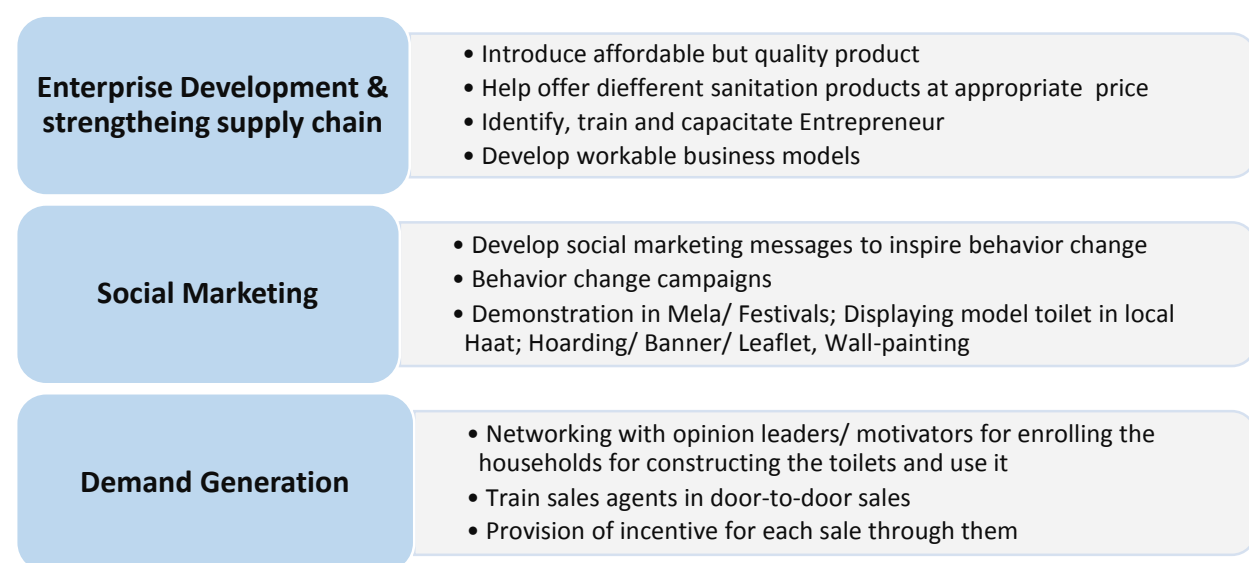 Enterprise Development &
strengtheing supply chain
• Introduce affordable but quality product
• Help offer diefferent sanitation products at appropriate price
• Identify, train and capacitate Entrepreneur
• Develop workable business models
Social Marketing
• Develop social marketing messages to inspire behavior change
• Behavior change campaigns
• Demonstration in Mela/ Festivals; Displaying model toilet in local
Haat; Hoarding/ Banner/ Leaflet, Wall-painting
Demand Generation
• Networking with opinion leaders/ motivators for enrolling the
households for constructing the toilets and use it
• Train sales agents in door-to-door sales
• Provision of incentive for each sale through them